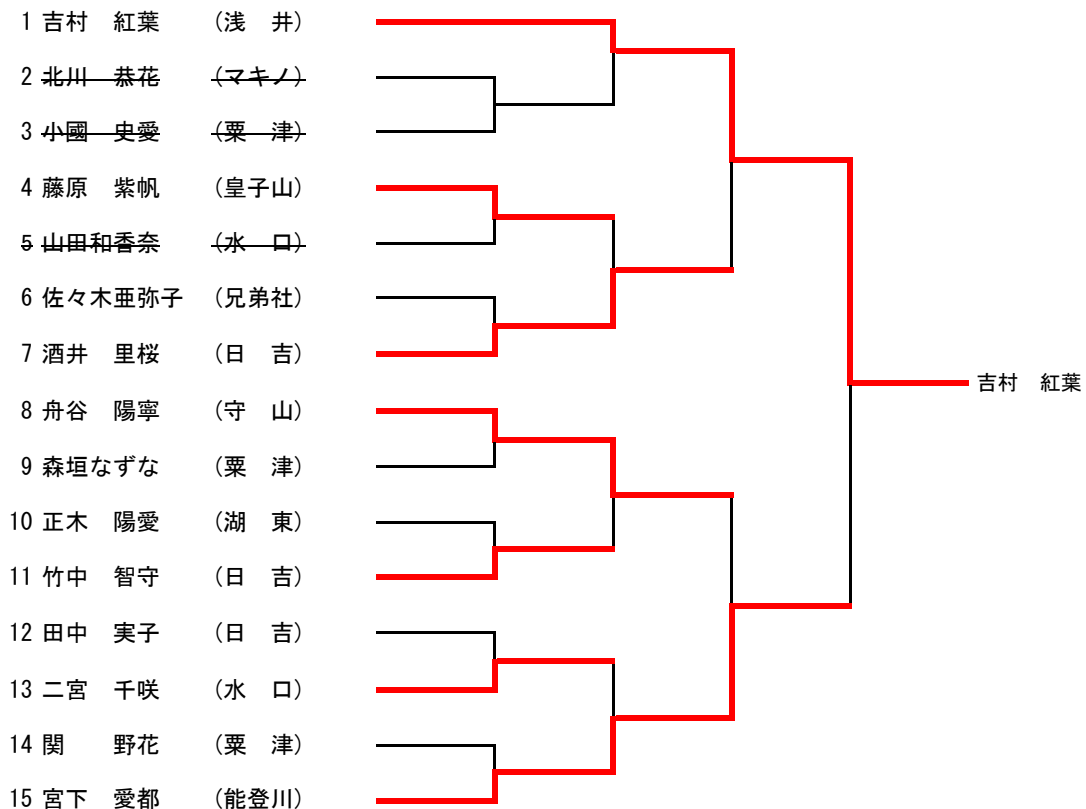 1 吉村　紅葉　（浅　井）
2 北川　恭花　（マキノ）
3 小國　史愛　（粟　津）
4 藤原　紫帆　（皇子山）
5 山田和香奈　（水　口）
6 佐々木亜弥子　（兄弟社）
7 酒井　里桜　（日　吉）
吉村　紅葉
8 舟谷　陽寧　（守　山）
9 森垣なずな　（粟　津）
10 正木　陽愛　（湖　東）
11 竹中　智守　（日　吉）
12 田中　実子　（日　吉）
13 二宮　千咲　（水　口）
14 関　　野花　（粟　津）
15 宮下　愛都　（能登川）